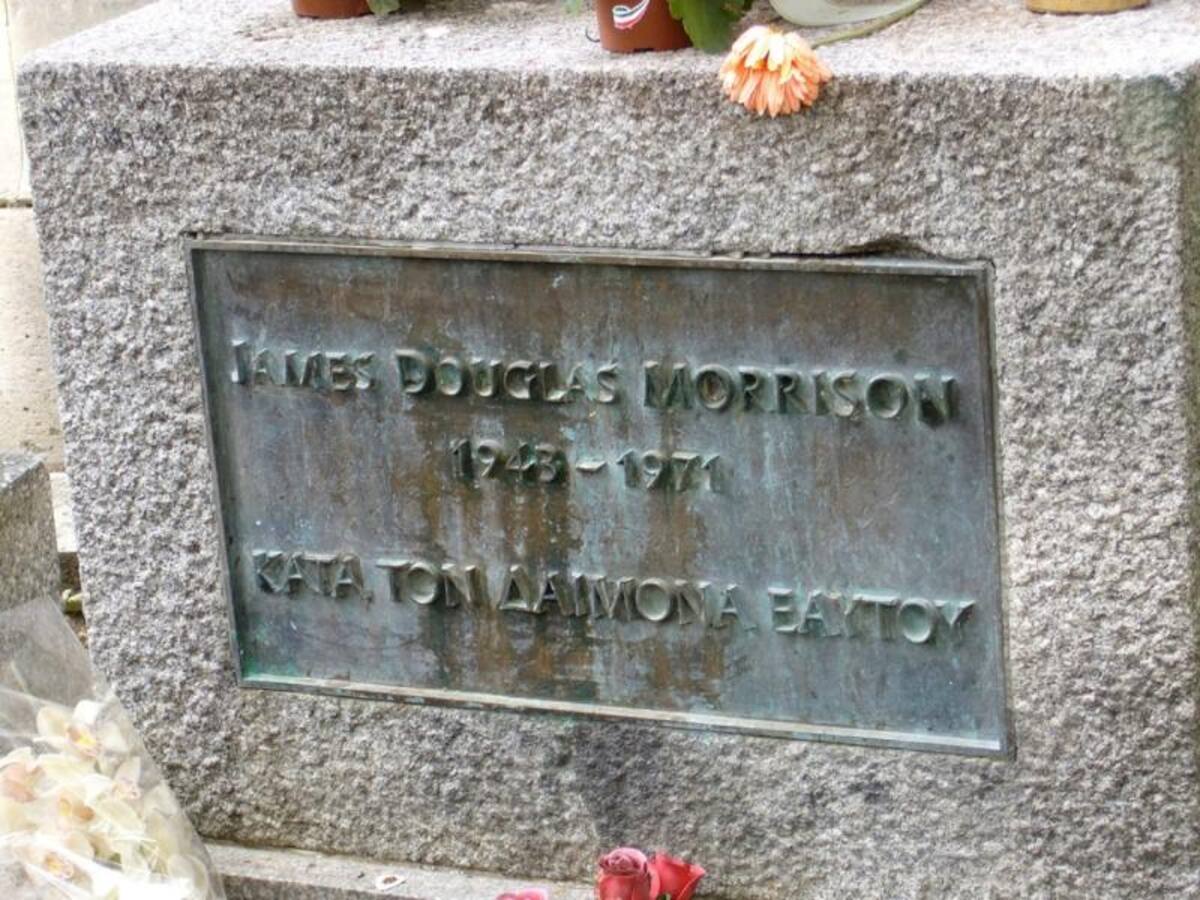 JAMES DOUGLAS MORRISON
1943 – 1971
ΚΑΤΑ ΤΟΝ ΔΑΙΜΟΝΑ ΕΑΥΤΟΥ